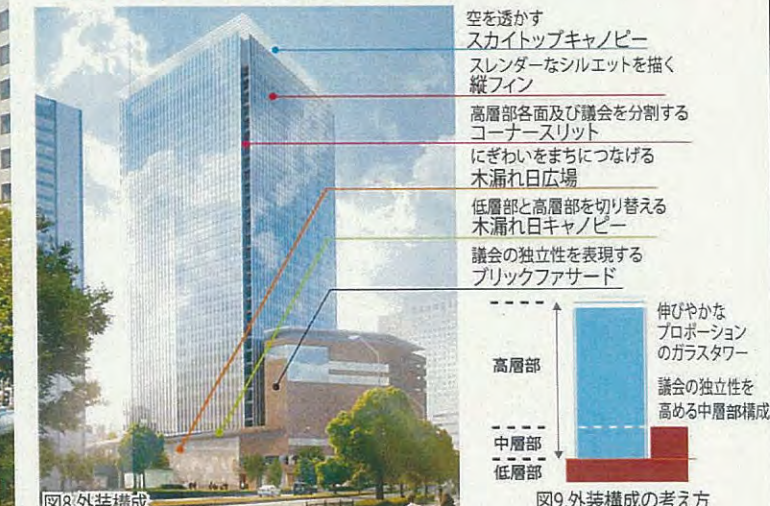 空を透かす
スカイトップキャノピー
スレンダーなシルエットを描く
縦フィン
高層部各面及び議会を分割する
コーナースリット
にぎわいをまちにつなげる
木漏れ日広場
低層部と高層部を切り替える
木漏れ日キャノピー
議会の独立性を表現する
ブリックファサード
高層部
中層部
低層部
伸びやかな
プロポーション
のガラスタワー
議会の独立性を
高める中層部構成
図8 外装構成
図9 外装構成の考え方